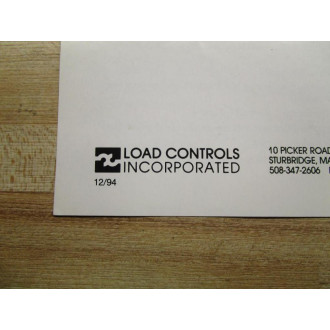 LOAD CONTROLS
INCORPORATED
12/94
10 PICKER ROAD
STURBRIDGE, MA
508-347-2606